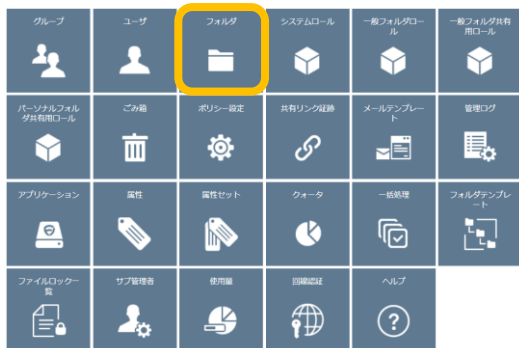 グループ
ユーザ
フォルダ
システムロール
一般フォルダロー
ル
一般フォルダ共有
用ロール
パーソナルフォル
ダ共有用ロール
ごみ箱
ポリシー設定
共有リンク証跡
メールテンプレー
ト
管理ログ
アプリケーション
属性
属性セット
クォータ
一括処理
フォルダテンプレ
ート
ファイルロック一
覧
サブ管理者
使用量
回線認証
ヘルプ
?